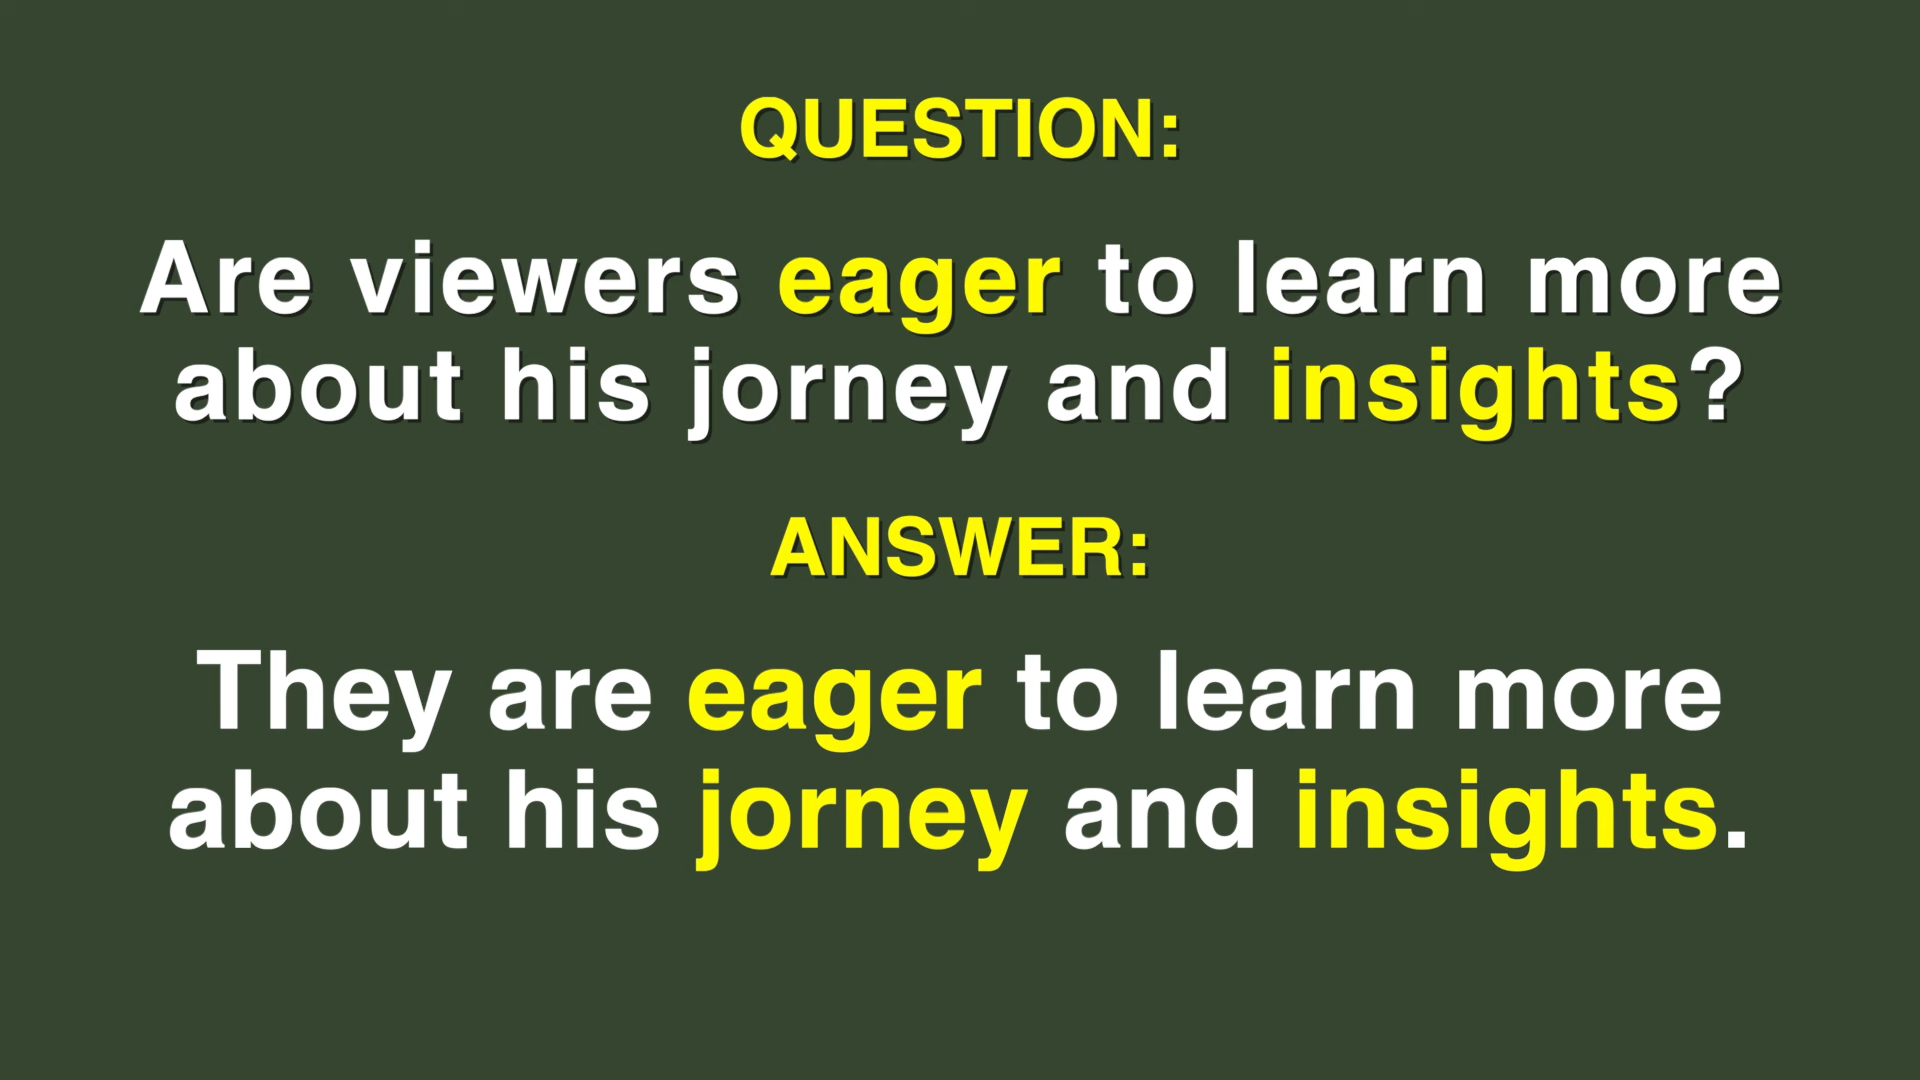 QUESTION:
Are viewers eager to learn more
about his jorney and insights?
ANSWER:
They are eager to learn more
about his jorney and insights.